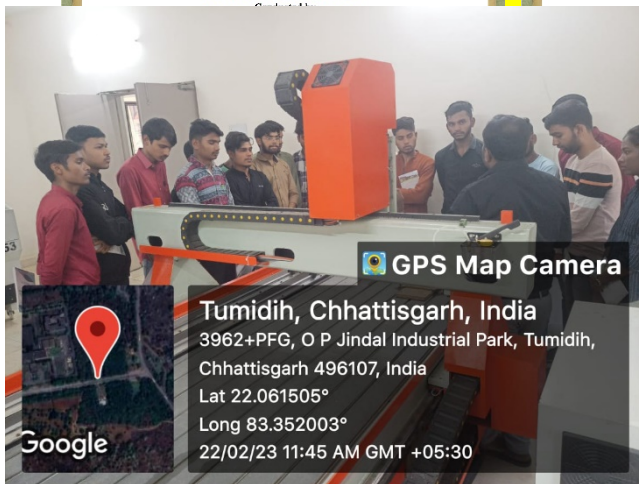 GPS Map Camera
Tumidih, Chhattisgarh, India
3962+PFG, O P Jindal Industrial Park, Tumidih,
Chhattisgarh 496107, India
Lat 22.061505°
Long 83.352003°
22/02/23 11:45 AM GMT +05:30
Google
53